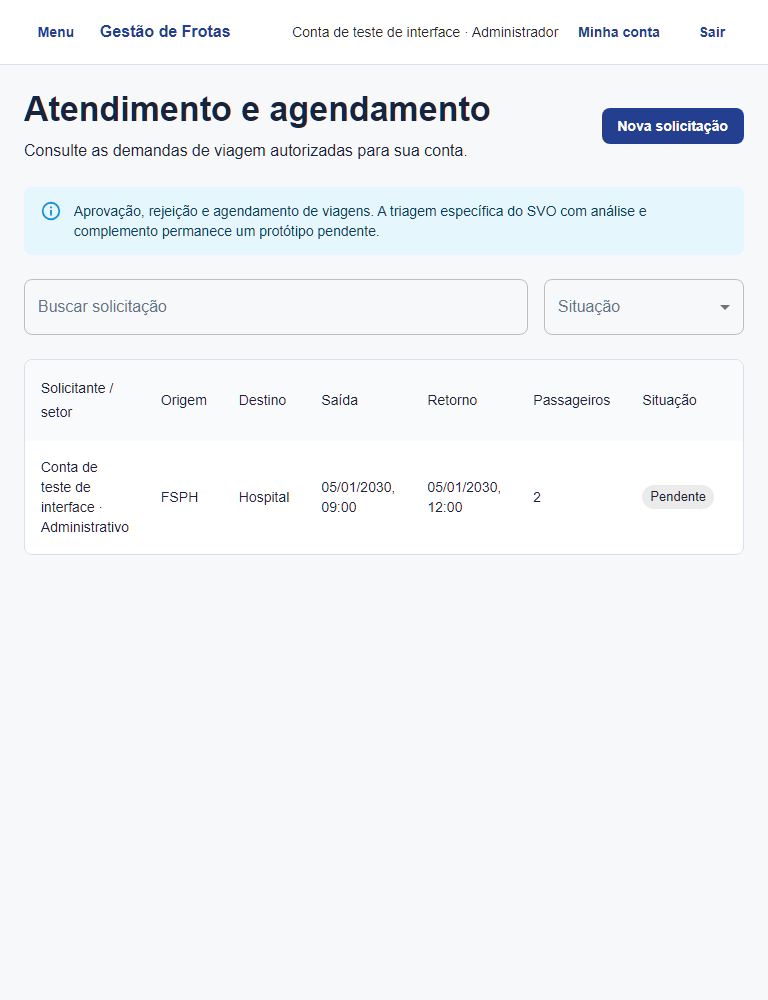 Menu
Gestão de Frotas
Conta de teste de interface · Administrador
Minha conta
Sair
Atendimento e agendamento
Consulte as demandas de viagem autorizadas para sua conta.
Nova solicitação
Aprovação, rejeição e agendamento de viagens. A triagem específica do SVO com análise e
complemento permanece um protótipo pendente.
Buscar solicitação
Situação
Solicitante /
setor
Origem
Destino
Saída
Retorno
Passageiros
Situação
Conta de
teste de
interface ·
Administrativo
FSPH
Hospital
05/01/2030,
09:00
05/01/2030,
12:00
2
Pendente